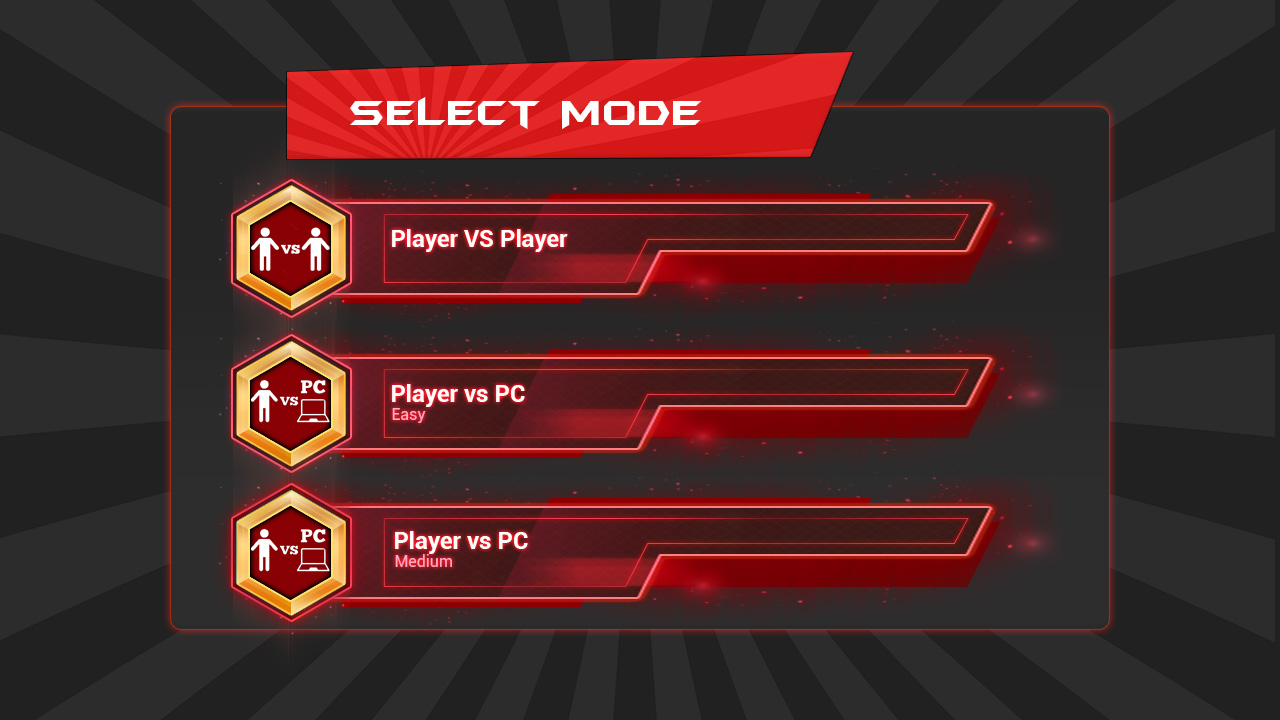 SELECT MODE
VS
Player VS Player
PC
VS
Player vs PC
Easy
PC
VS
Player vs PC
Medium